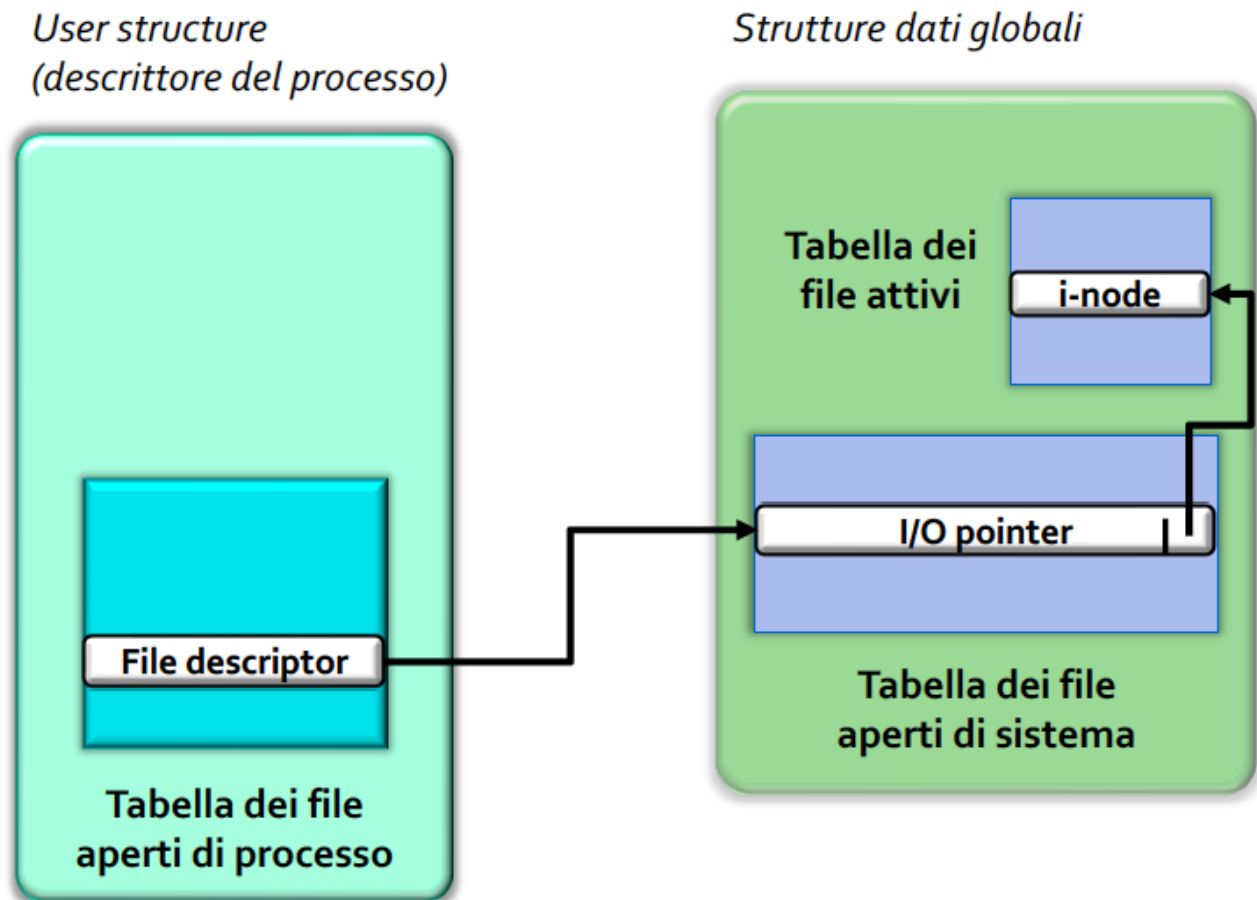 User structure
(descrittore del processo)
Strutture dati globali
Tabella dei
file attivi
i-node
I/O pointer
File descriptor
Tabella dei file
aperti di sistema
Tabella dei file
aperti di processo